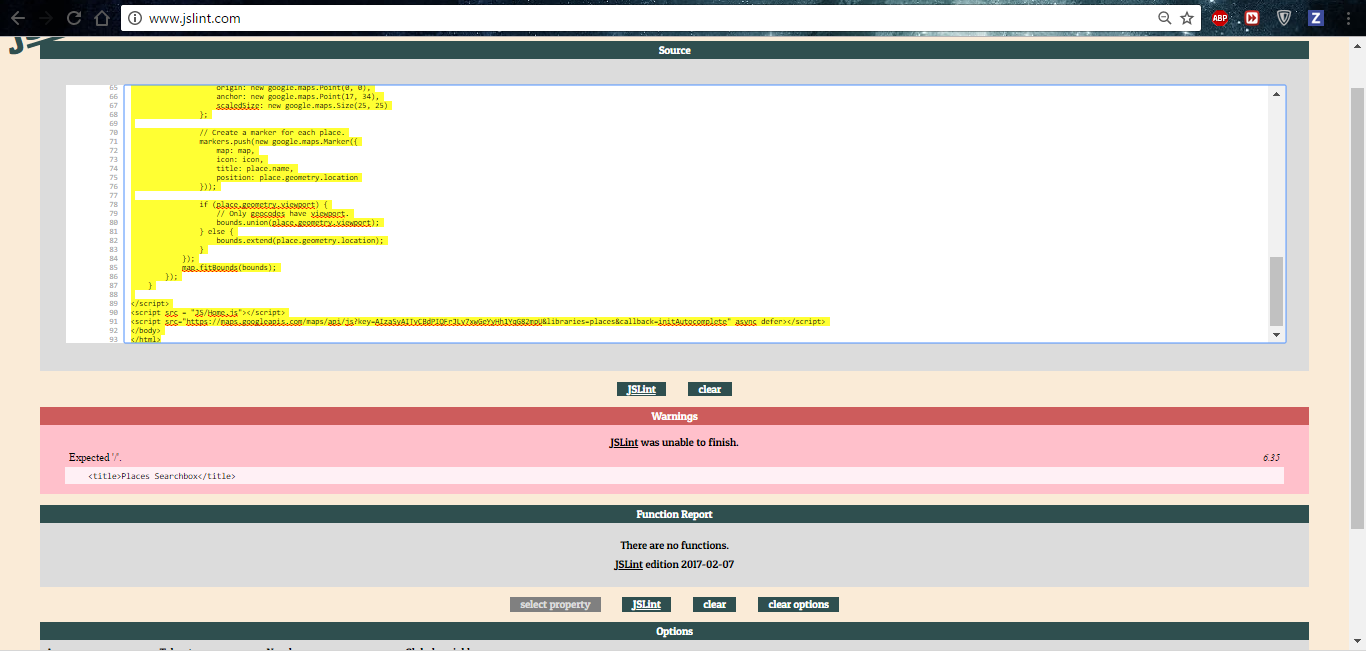 www.jslint.com
ABP
Z
JS
Source
65 origin: new google.maps.Point(0, 0),
66 anchor: new google.maps.Point(17, 34),
67 scaledSize: new google.maps.Size(25, 25)
68 };
69
70 // Create a marker for each place.
71 markers.push(new google.maps.Marker({
72 map: map,
73 icon: icon,
74 title: place.name,
75 position: place.geometry.location
76 }));
77
78 if (place.geometry.viewport) {
79 // Only geocodes have viewport.
80 bounds.union(place.geometry.viewport);
81 } else {
82 bounds.extend(place.geometry.location);
83 }
84 });
85 map.fitBounds(bounds);
86 });
87 }
88
89 </script>
90 <script src = "JS/Home.js"></script>
91 <script src="https://maps.googleapis.com/maps/api/js?key=&libraries=places&callback=initAutocomplete" async defer></script>
92 </body>
93 </html>
JSLint clear
Warnings
JSLint was unable to finish.
Expected '/'. 6.35
<title>Places Searchbox</title>
Function Report
There are no functions.
JSLint edition 2017-02-07
select property JSLint clear clear options
Options